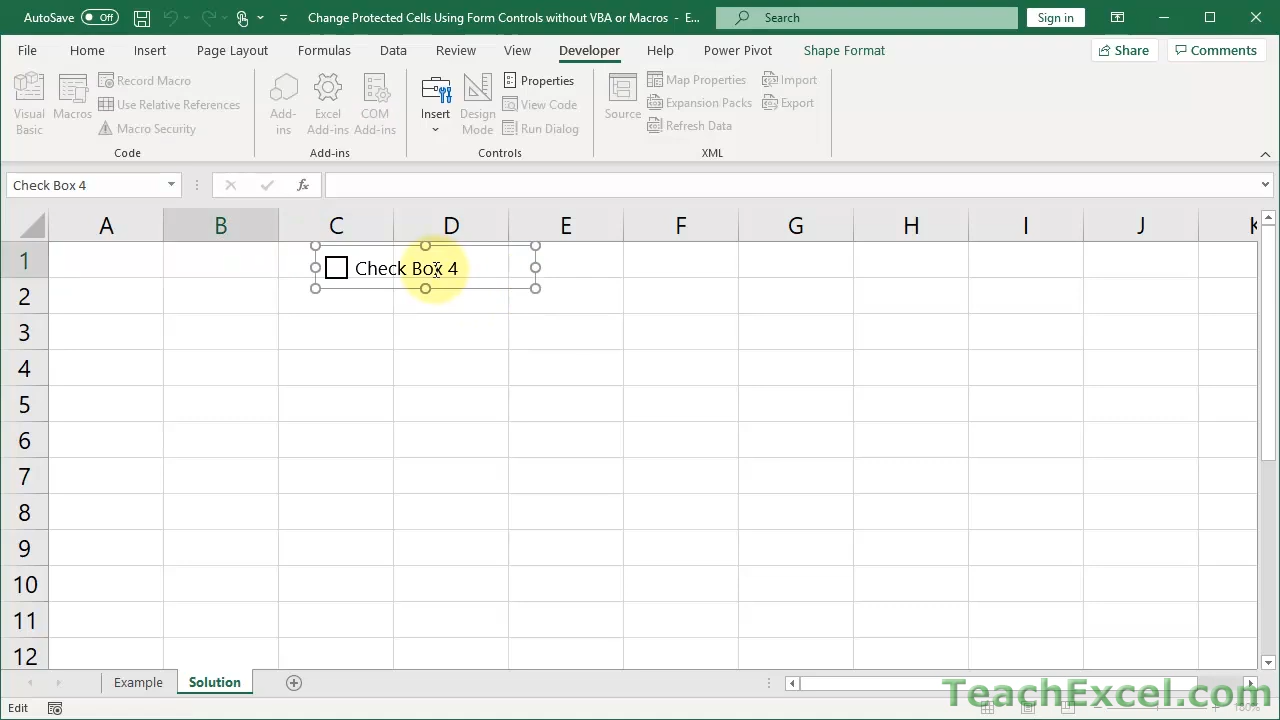 AutoSave Off Change Protected Cells Using Form Controls without VBA or Macros - E... Search Sign in
File Home Insert Page Layout Formulas Data Review View Developer Help Power Pivot Shape Format Share Comments
Visual Basic
Macros
Record Macro
Use Relative References
Macro Security
Add-ins
Excel Add-ins
COM Add-ins
Insert
Design Mode
Properties
View Code
Run Dialog
Source
Map Properties
Expansion Packs
Refresh Data
Import
Export
Code Add-ins Controls XML
Check Box 4 fx
A B C D E F G H I J K
1 Check Box 4
2
3
4
5
6
7
8
9
10
11
12
Example Solution
TeachExcel.com
Edit 160%